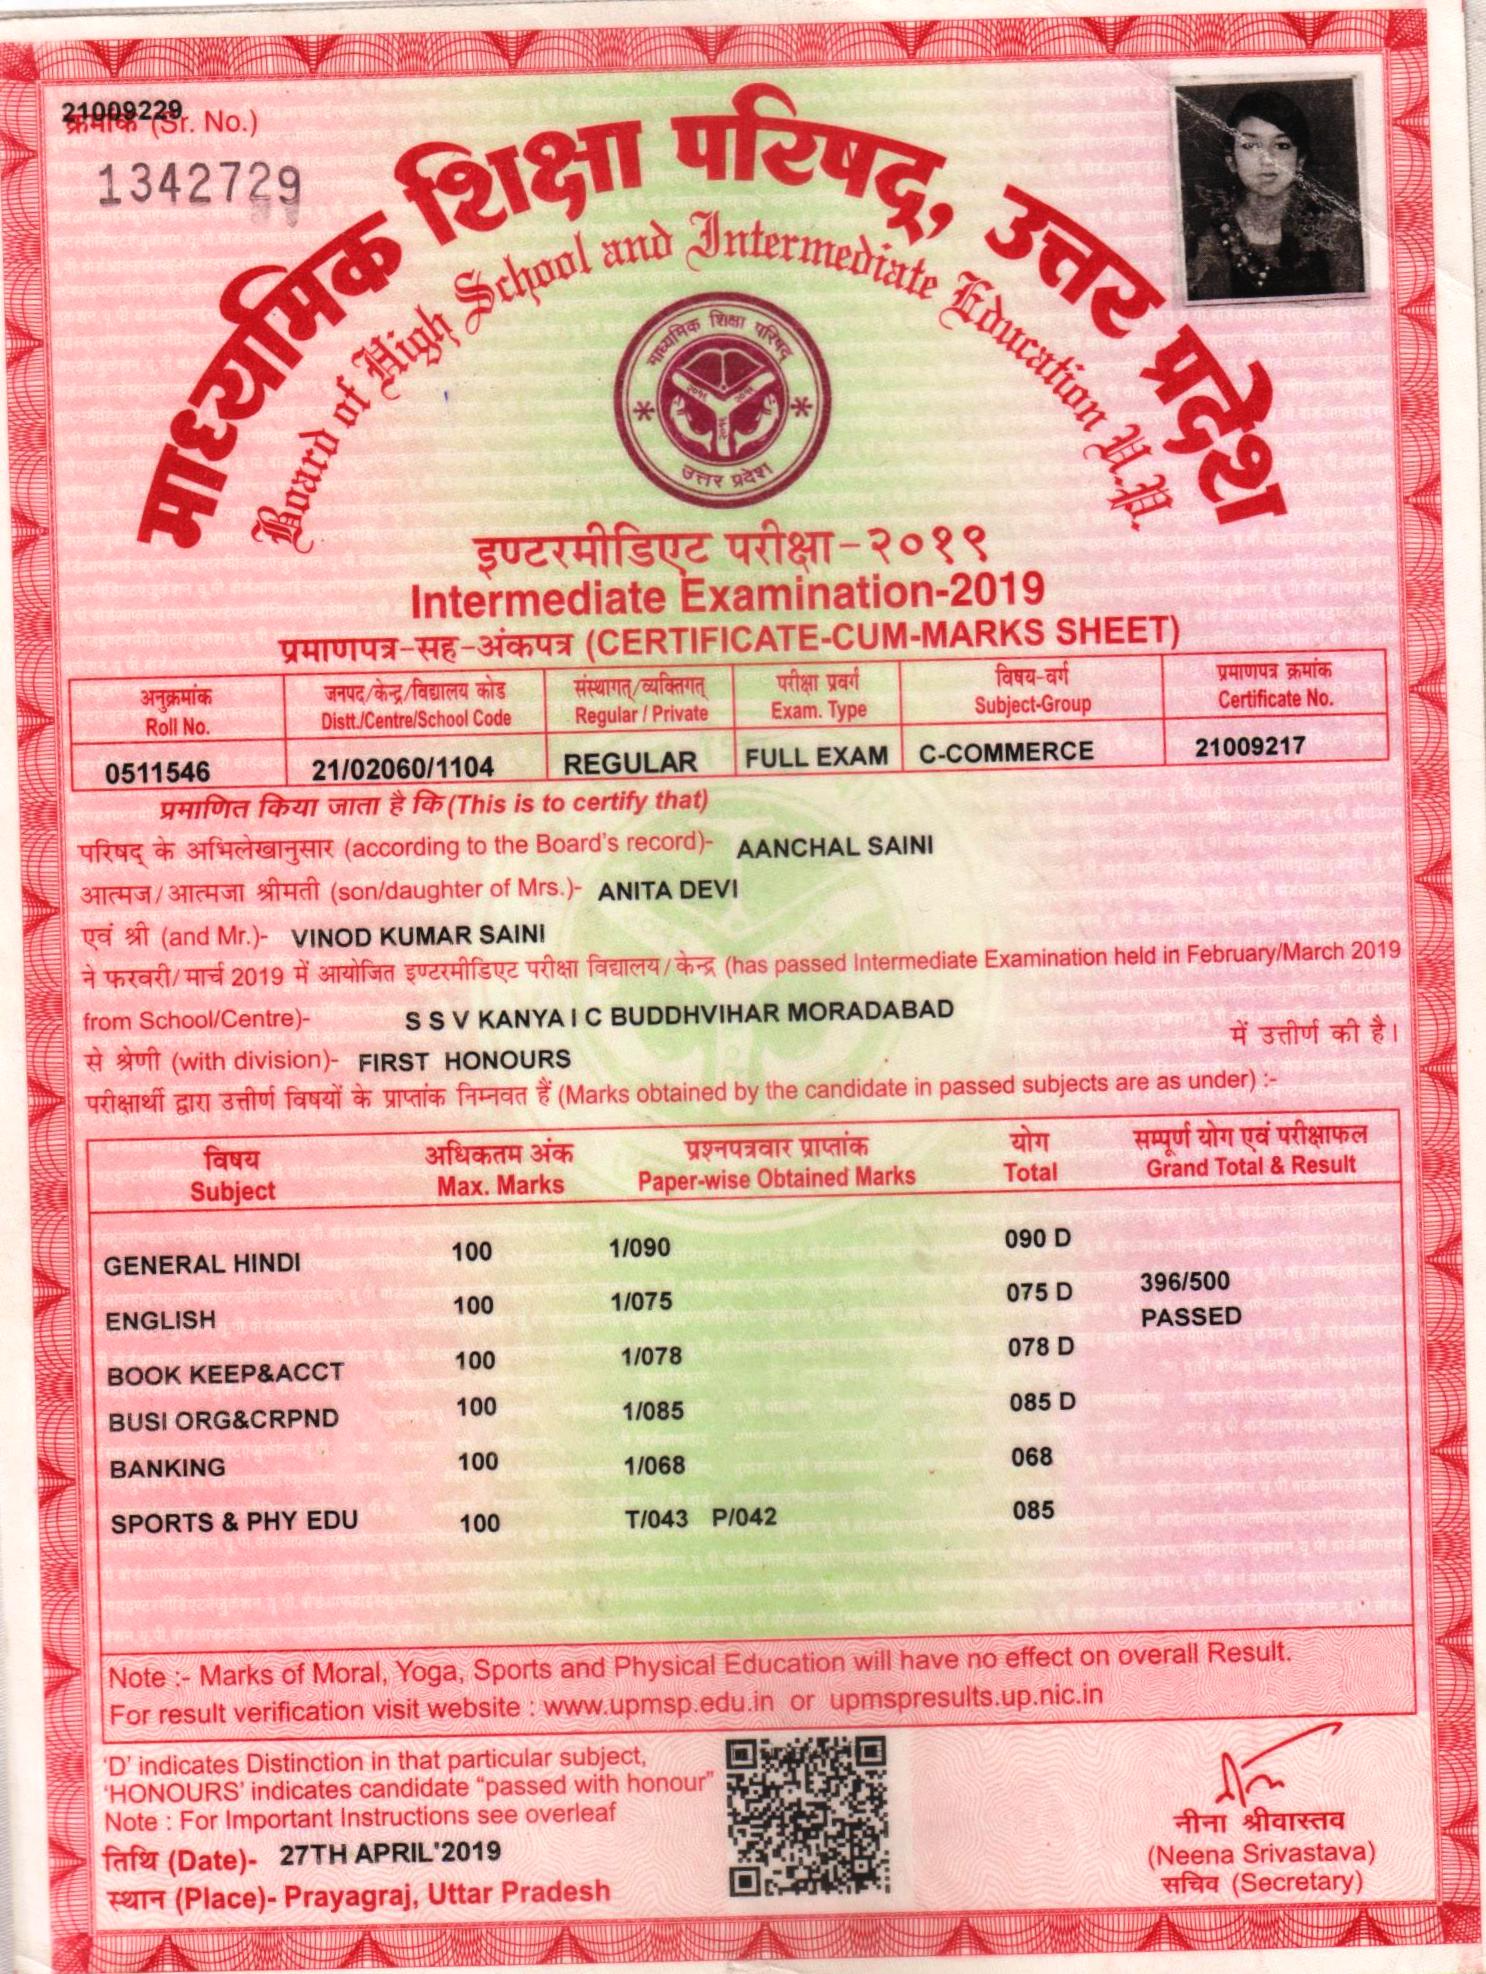 21009229
क्रमांक (Sr. No.)
1342729
माध्यमिक शिक्षा परिषद्, उत्तर प्रदेश
Board of High School and Intermediate Education U.P.
माध्यमिक शिक्षा परिषद्
उत्तर प्रदेश
इण्टरमीडिएट परीक्षा-२०१९
Intermediate Examination-2019
प्रमाणपत्र-सह-अंकपत्र (CERTIFICATE-CUM-MARKS SHEET)
अनुक्रमांक जनपद/केन्द्र/विद्यालय कोड संस्थागत्/व्यक्तिगत् परीक्षा प्रवर्ग विषय-वर्ग प्रमाणपत्र क्रमांक
Roll No. Distt./Centre/School Code Regular / Private Exam. Type Subject-Group Certificate No.
0511546 21/02060/1104 REGULAR FULL EXAM C-COMMERCE 21009217
प्रमाणित किया जाता है कि (This is to certify that)
परिषद् के अभिलेखानुसार (according to the Board's record)- AANCHAL SAINI
आत्मज/आत्मजा श्रीमती (son/daughter of Mrs.)- ANITA DEVI
एवं श्री (and Mr.)- VINOD KUMAR SAINI
ने फरवरी/मार्च 2019 में आयोजित इण्टरमीडिएट परीक्षा विद्यालय/केन्द्र (has passed Intermediate Examination held in February/March 2019
from School/Centre)- S S V KANYA I C BUDDHVIHAR MORADABAD
से श्रेणी (with division)- FIRST HONOURS में उत्तीर्ण की है।
परीक्षार्थी द्वारा उत्तीर्ण विषयों के प्राप्तांक निम्नवत हैं (Marks obtained by the candidate in passed subjects are as under) :-
विषय अधिकतम अंक प्रश्नपत्रवार प्राप्तांक योग सम्पूर्ण योग एवं परीक्षाफल
Subject Max. Marks Paper-wise Obtained Marks Total Grand Total & Result
GENERAL HINDI 100 1/090 090 D
396/500
ENGLISH 100 1/075 075 D
PASSED
BOOK KEEP&ACCT 100 1/078 078 D
BUSI ORG&CRPND 100 1/085 085 D
BANKING 100 1/068 068
SPORTS & PHY EDU 100 T/043 P/042 085
Note :- Marks of Moral, Yoga, Sports and Physical Education will have no effect on overall Result.
For result verification visit website : www.upmsp.edu.in or upmspresults.up.nic.in
'D' indicates Distinction in that particular subject,
'HONOURS' indicates candidate "passed with honour"
Note : For Important Instructions see overleaf
तिथि (Date)- 27TH APRIL'2019
स्थान (Place)- Prayagraj, Uttar Pradesh
नीना श्रीवास्तव
(Neena Srivastava)
सचिव (Secretary)